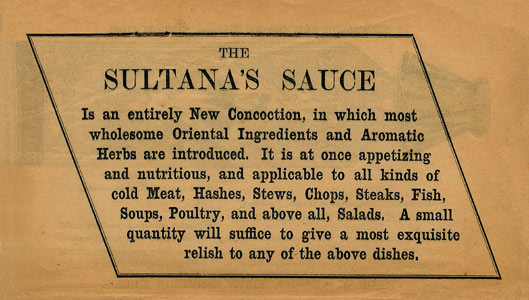 THE
SULTANA'S SAUCE
Is an entirely New Concoction, in which most
wholesome Oriental Ingredients and Aromatic
Herbs are introduced. It is at once appetizing
and nutritious, and applicable to all kinds of
cold Meat, Hashes, Stews, Chops, Steaks, Fish,
Soups, Poultry, and above all, Salads. A small
quantity will suffice to give a most exquisite
relish to any of the above dishes.